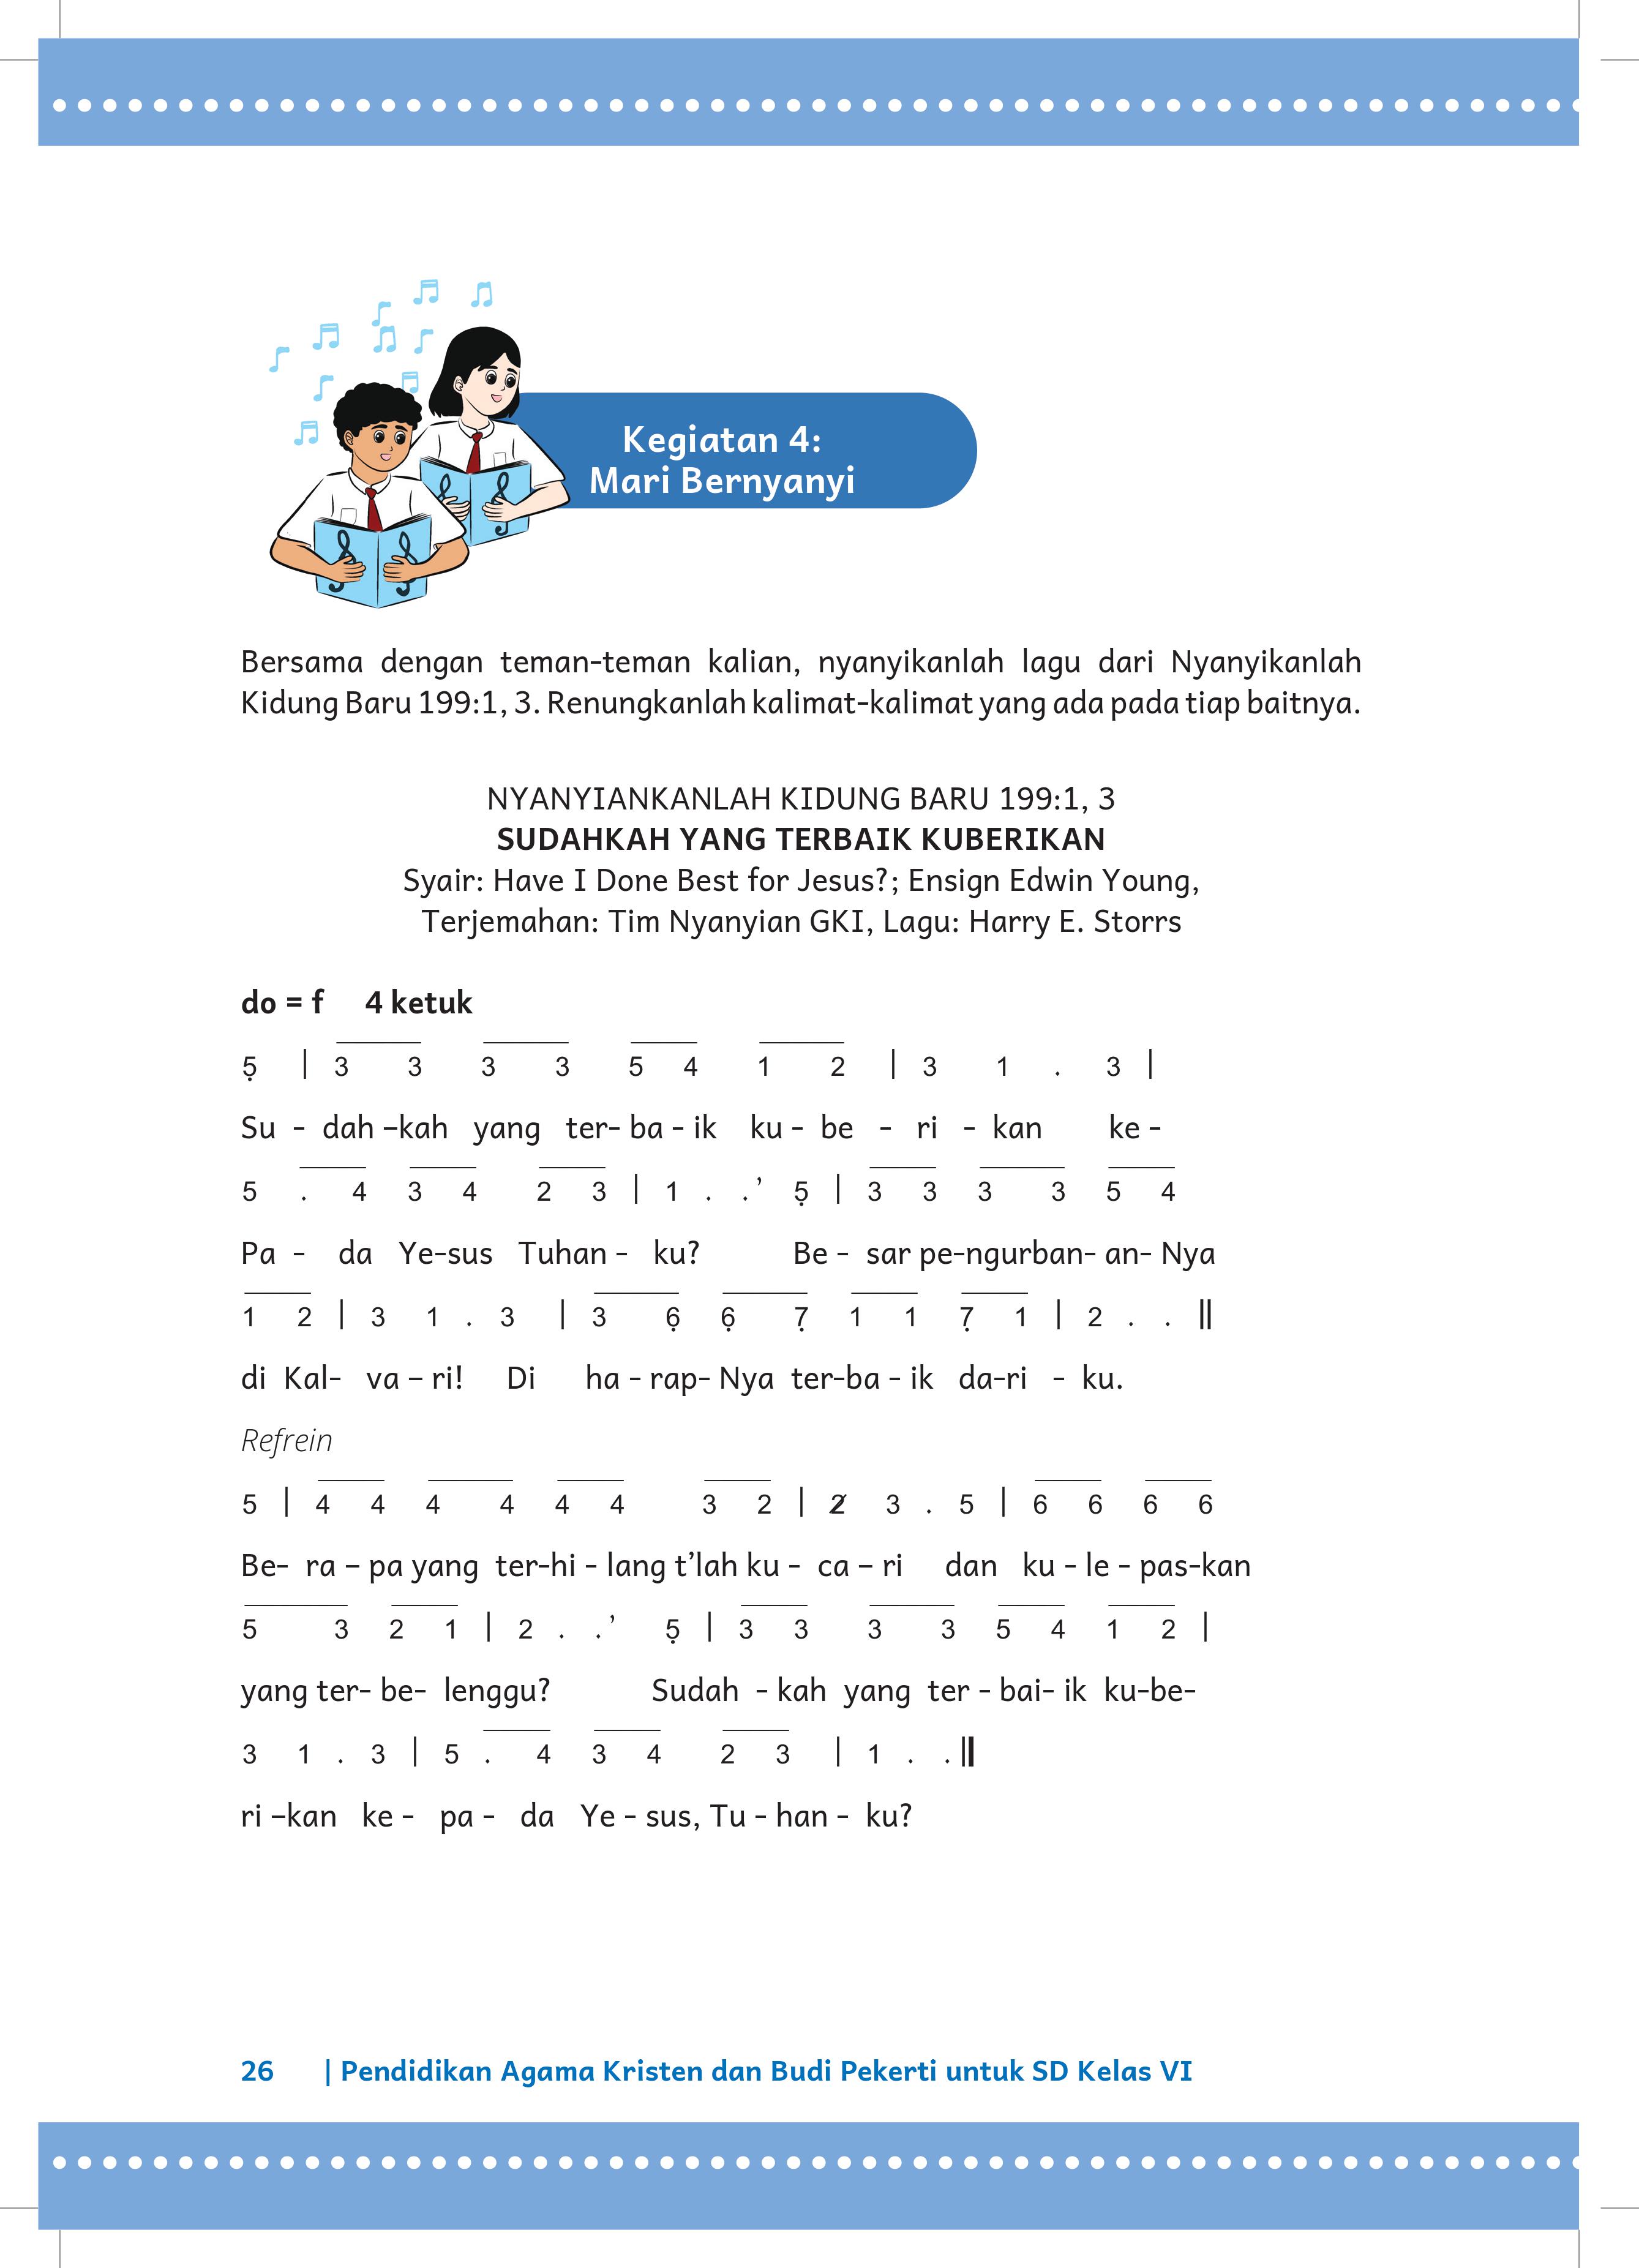 Kegiatan 4:
Mari Bernyanyi
Bersama dengan teman-teman kalian, nyanyikanlah lagu dari Nyanyikanlah
Kidung Baru 199:1, 3. Renungkanlah kalimat-kalimat yang ada pada tiap baitnya.
NYANYIANKANLAH KIDUNG BARU 199:1, 3
SUDAHKAH YANG TERBAIK KUBERIKAN
Syair: Have I Done Best for Jesus?; Ensign Edwin Young,
Terjemahan: Tim Nyanyian GKI, Lagu: Harry E. Storrs
do = f 4 ketuk
5̣ | 3 3 3 3 5 4 1 2 | 3 1 . 3 |
Su - dah –kah yang ter- ba - ik ku - be - ri - kan ke -
5 . 4 3 4 2 3 | 1 . .’ 5̣ | 3 3 3 3 5 4
Pa - da Ye-sus Tuhan - ku? Be - sar pe-ngurban- an- Nya
1 2 | 3 1 . 3 | 3 6̣ 6̣ 7̣ 1 1 7̣ 1 | 2 . . ||
di Kal- va – ri! Di ha - rap- Nya ter-ba - ik da-ri - ku.
Refrein
5 | 4 4 4 4 4 4 3 2 | 2̸ 3 . 5 | 6 6 6 6
Be- ra – pa yang ter-hi - lang t’lah ku - ca – ri dan ku - le - pas-kan
5 3 2 1 | 2 . .’ 5̣ | 3 3 3 3 5 4 1 2 |
yang ter- be- lenggu? Sudah - kah yang ter - bai- ik ku-be-
3 1 . 3 | 5 . 4 3 4 2 3 | 1 . . ||
ri –kan ke - pa - da Ye - sus, Tu - han - ku?
26 | Pendidikan Agama Kristen dan Budi Pekerti untuk SD Kelas VI